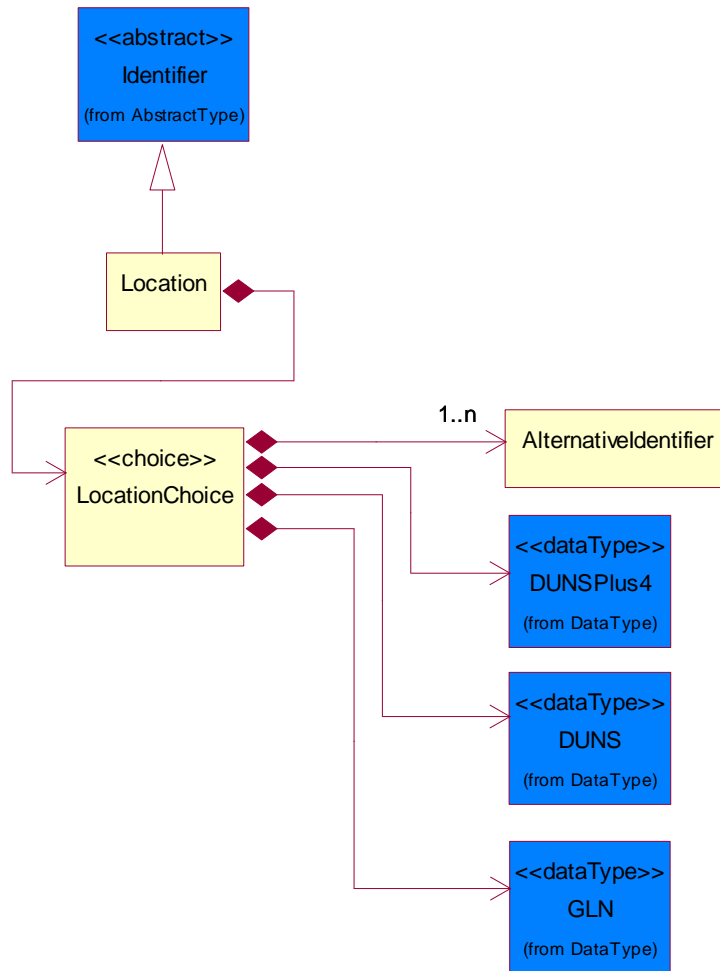 <<abstract>>
Identifier
(from AbstractType)
Location
<<choice>>
LocationChoice
1..n
AlternativeIdentifier
<<dataType>>
DUNSPlus4
(from DataType)
<<dataType>>
DUNS
(from DataType)
<<dataType>>
GLN
(from DataType)